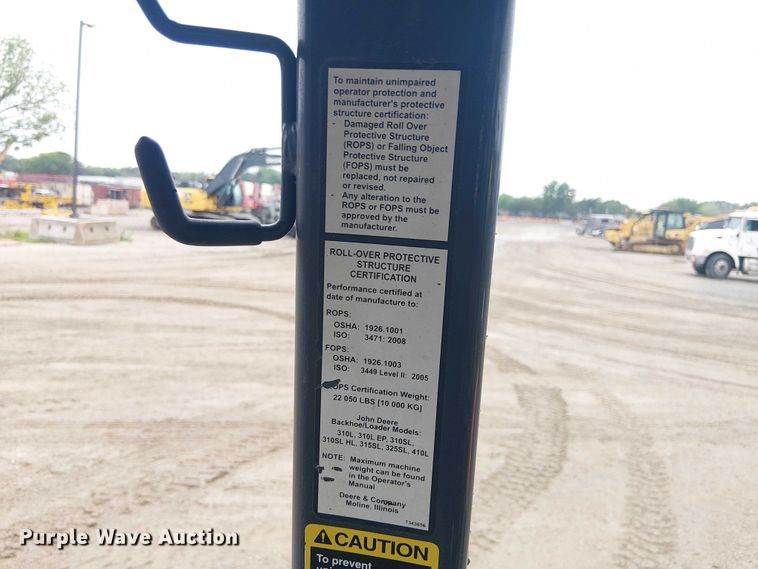 To maintain unimpaired
operator protection and
manufacturer's protective
structure certification:
- Damaged Roll Over
Protective Structure
(ROPS) or Falling Object
Protective Structure
(FOPS) must be
replaced, not repaired
or revised.
- Any alteration to the
ROPS or FOPS must be
approved by the
manufacturer.
ROLL-OVER PROTECTIVE
STRUCTURE
CERTIFICATION
Performance certified at
date of manufacture to:
ROPS:
OSHA: 1926.1001
ISO: 3471: 2008
FOPS:
OSHA: 1926.1003
ISO: 3449 Level II: 2005
ROPS Certification Weight:
22 050 LBS [10 000 KG]
John Deere
Backhoe/Loader Models:
310L, 310L EP, 310SL,
310SL HL, 315SL, 325SL, 410L
NOTE: Maximum machine
weight can be found
in the Operator's
Manual
Deere & Company
Moline, Illinois
CAUTION
To prevent
Purple Wave Auction